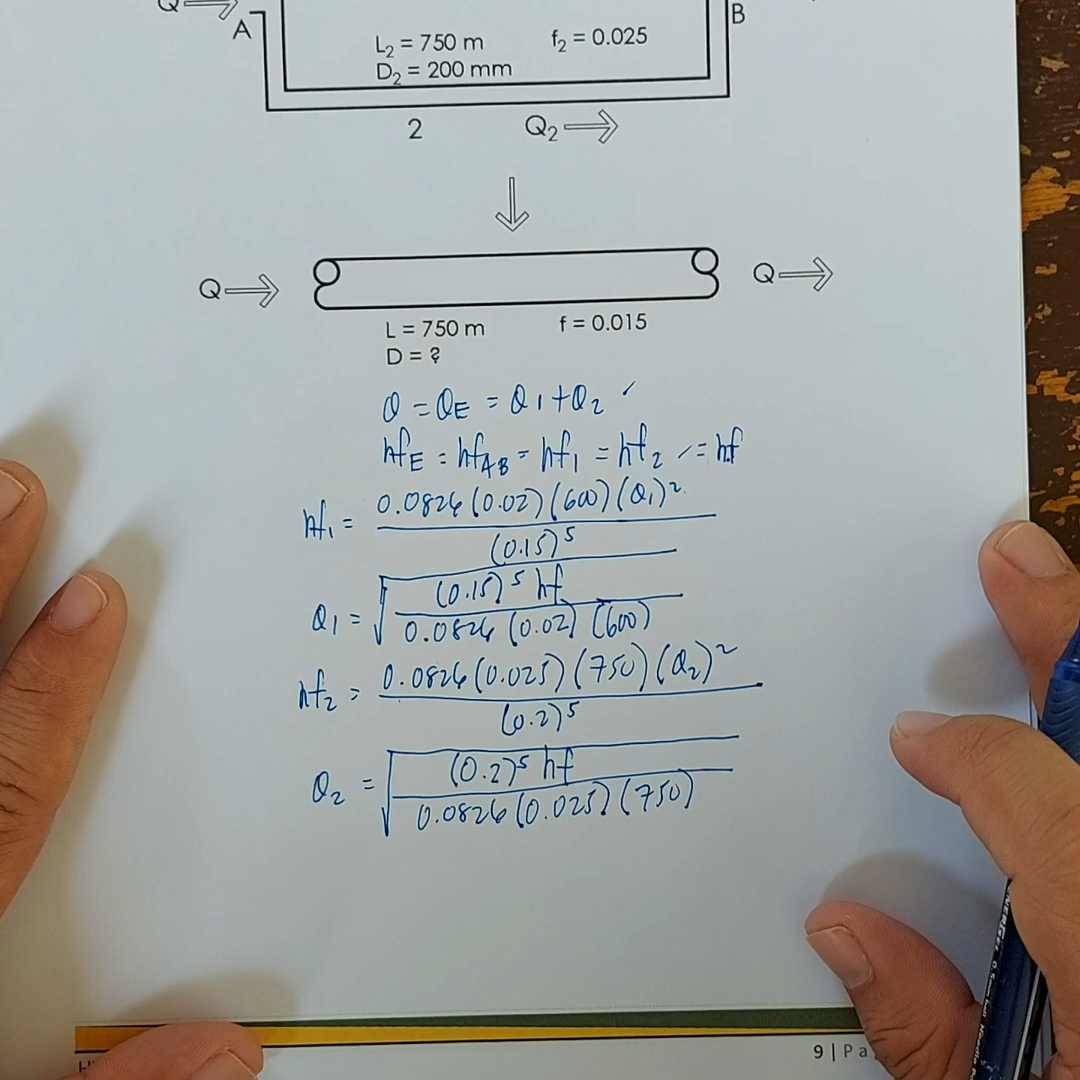 Q
A
B
L₂ = 750 m f₂ = 0.025
D₂ = 200 mm
2 Q₂
Q Q
L = 750 m f = 0.015
D = ?
Q = Q_E = Q₁ + Q₂ ✓
hf_E = hf_AB = hf₁ = hf₂ ✓ = hf
hf₁ = 0.0826 (0.02) (600) (Q₁)²
(0.15)⁵
Q₁ = √ (0.15)⁵ hf
0.0826 (0.02) (600)
hf₂ = 0.0826 (0.025) (750) (Q₂)²
(0.2)⁵
Q₂ = √ (0.2)⁵ hf
0.0826 (0.025) (750)
9 | Pa